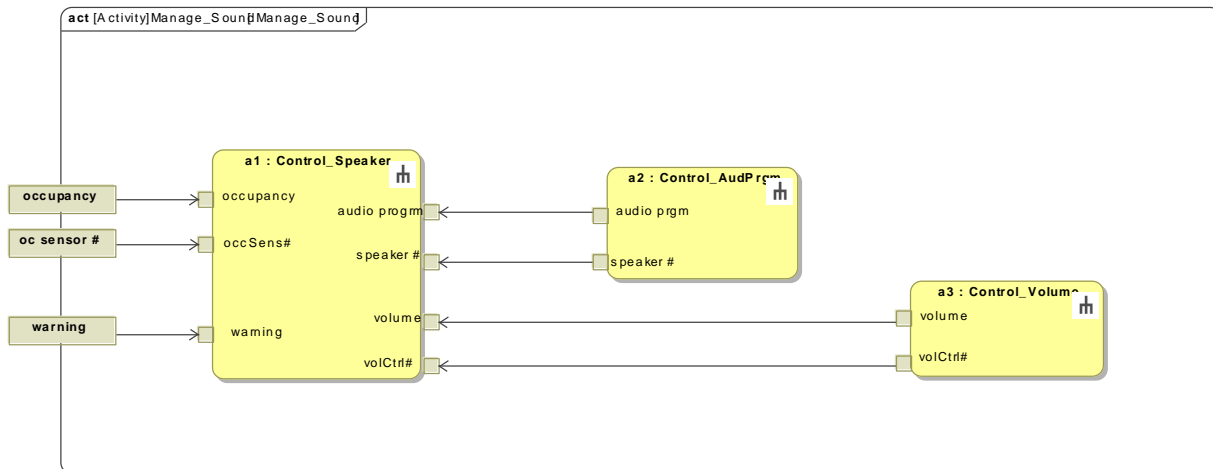 act [Activity]Manage_Sound[Manage_Sound]
a1 : Control_Speaker
a2 : Control_AudPrgm
occupancy
occupancy
audio progrm
audio prgm
oc sensor #
occSens#
speaker #
speaker #
a3 : Control_Volume
warning
warning
volume
volume
volCtrl#
volCtrl#